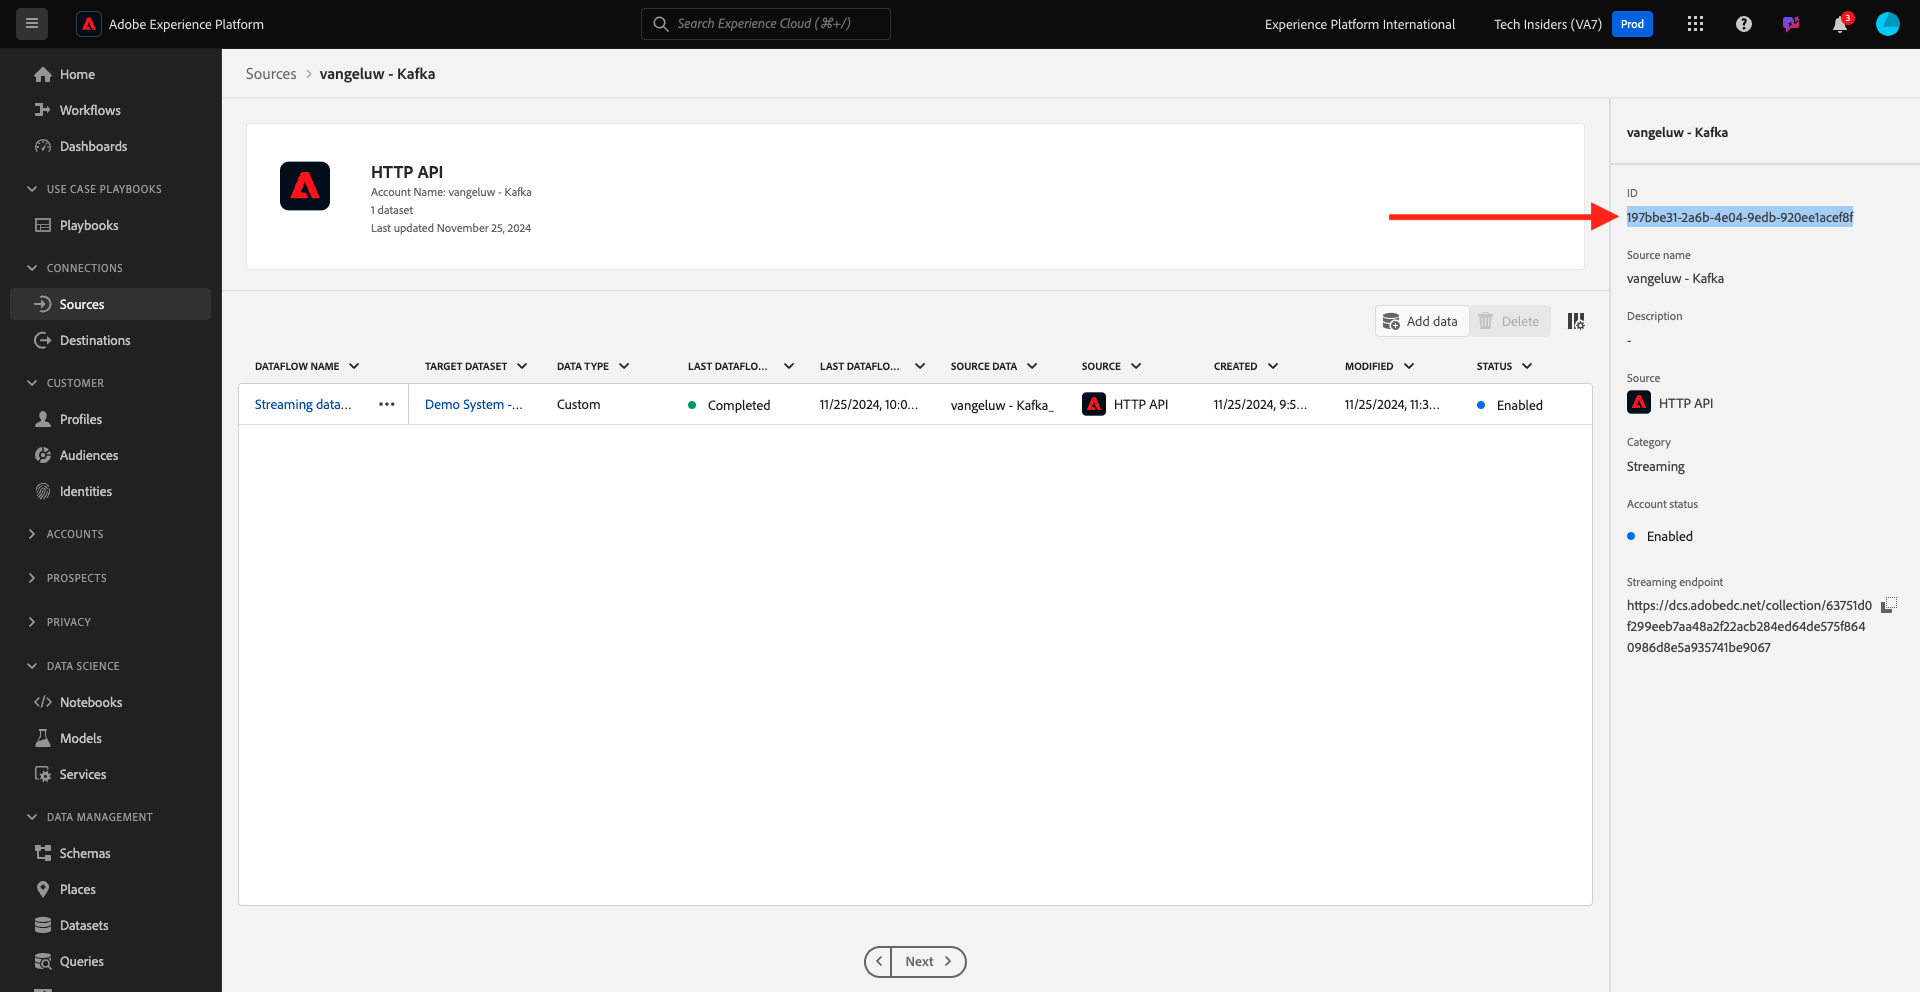 Adobe Experience Platform
Search Experience Cloud (⌘+/)
Experience Platform International
Tech Insiders (VA7)
Prod
3
Home
Workflows
Dashboards
USE CASE PLAYBOOKS
Playbooks
CONNECTIONS
Sources
Destinations
CUSTOMER
Profiles
Audiences
Identities
ACCOUNTS
PROSPECTS
PRIVACY
DATA SCIENCE
Notebooks
Models
Services
DATA MANAGEMENT
Schemas
Places
Datasets
Queries
Sources > vangeluw - Kafka
HTTP API
Account Name: vangeluw - Kafka
1 dataset
Last updated November 25, 2024
Add data
Delete
DATAFLOW NAME TARGET DATASET DATA TYPE LAST DATAFLO... LAST DATAFLO... SOURCE DATA SOURCE CREATED MODIFIED STATUS
Streaming data... ••• Demo System -... Custom Completed 11/25/2024, 10:0... vangeluw - Kafka_ HTTP API 11/25/2024, 9:5... 11/25/2024, 11:3... Enabled
< Next >
vangeluw - Kafka
ID
197bbe31-2a6b-4e04-9edb-920ee1acef8f
Source name
vangeluw - Kafka
Description
-
Source
HTTP API
Category
Streaming
Account status
Enabled
Streaming endpoint
https://dcs.adobedc.net/collection/63751d0
f299eeb7aa48a2f22acb284ed64de575f864
0986d8e5a935741be9067